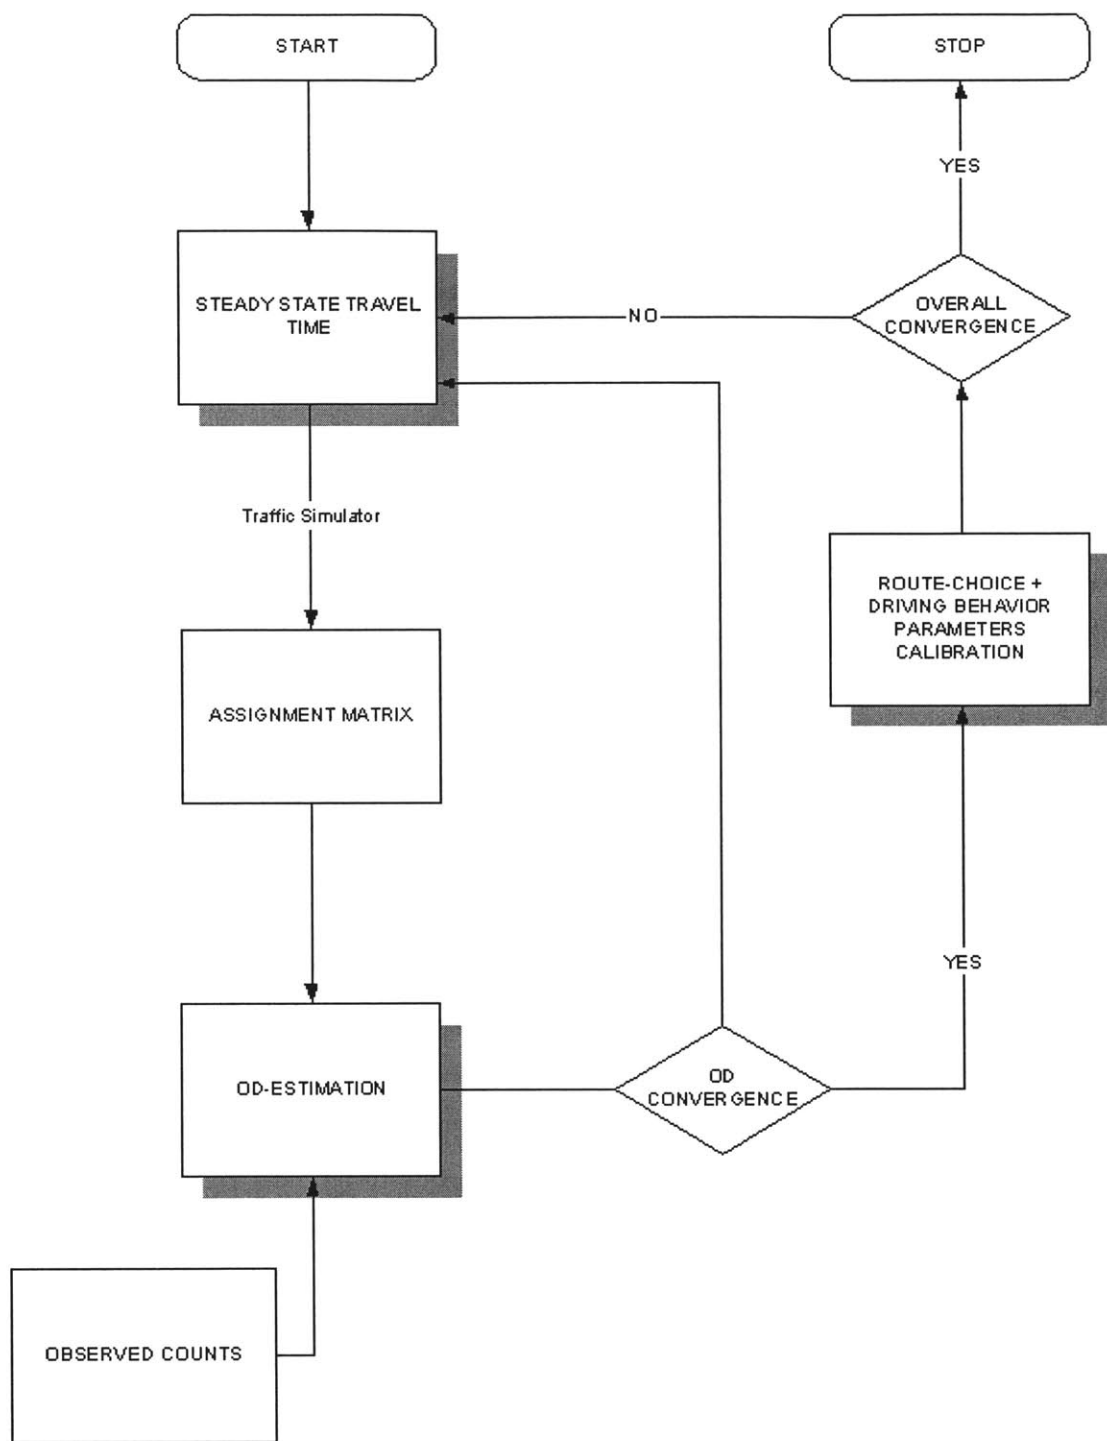 START
STOP
YES
STEADY STATE TRAVEL
TIME
NO
OVERALL
CONVERGENCE
Traffic Simulator
ROUTE-CHOICE +
DRIVING BEHAVIOR
PARAMETERS
CALIBRATION
ASSIGNMENT MATRIX
YES
OD-ESTIMATION
OD
CONVERGENCE
OBSERVED COUNTS